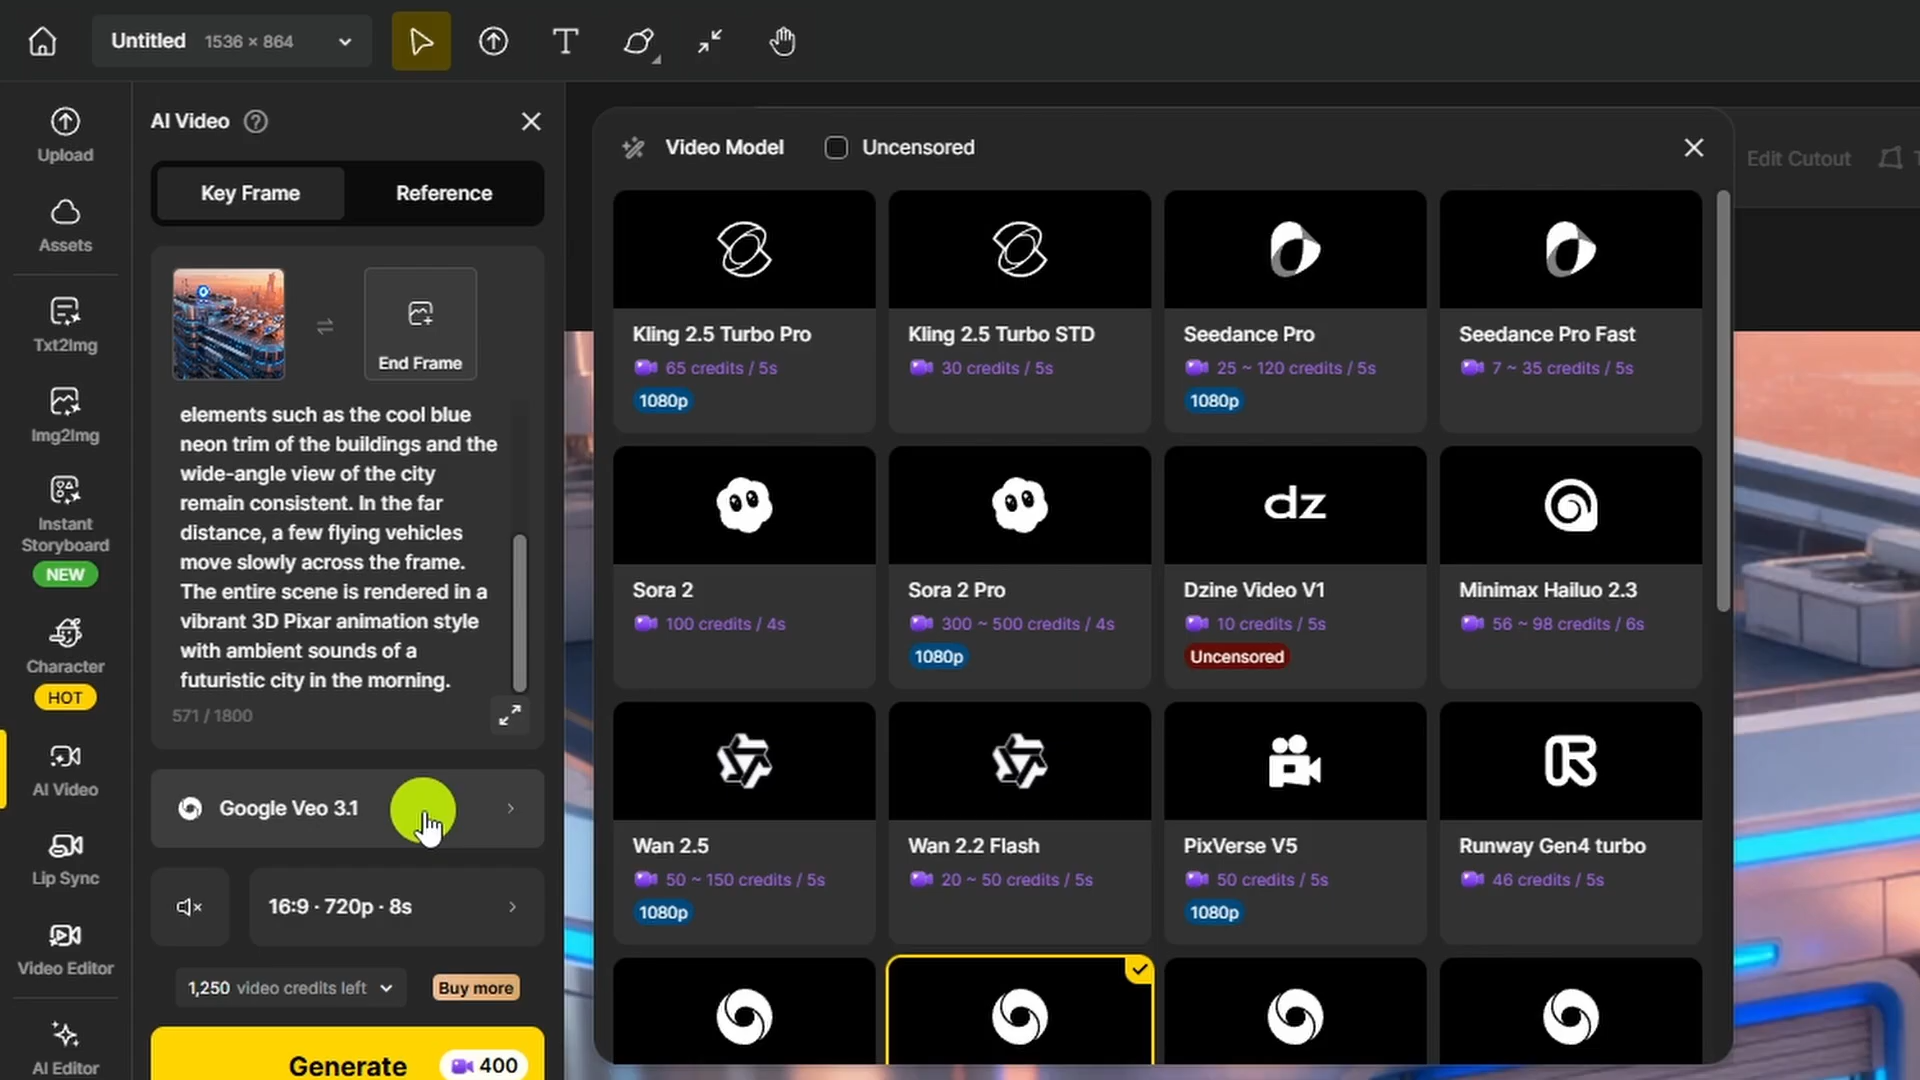 Untitled 1536 × 864
Upload
Assets
Txt2Img
Img2Img
Instant
Storyboard
NEW
Character
HOT
AI Video
Lip Sync
Video Editor
AI Editor
AI Video
Key Frame
Reference
End Frame
elements such as the cool blue
neon trim of the buildings and the
wide-angle view of the city
remain consistent. In the far
distance, a few flying vehicles
move slowly across the frame.
The entire scene is rendered in a
vibrant 3D Pixar animation style
with ambient sounds of a
futuristic city in the morning.
571 / 1800
Google Veo 3.1
16:9 · 720p · 8s
1,250 video credits left
Buy more
Generate 400
Video Model
Uncensored
Kling 2.5 Turbo Pro
65 credits / 5s
1080p
Kling 2.5 Turbo STD
30 credits / 5s
Seedance Pro
25 ~ 120 credits / 5s
1080p
Seedance Pro Fast
7 ~ 35 credits / 5s
Sora 2
100 credits / 4s
Sora 2 Pro
300 ~ 500 credits / 4s
1080p
dz
Dzine Video V1
10 credits / 5s
Uncensored
Minimax Hailuo 2.3
56 ~ 98 credits / 6s
Wan 2.5
50 ~ 150 credits / 5s
1080p
Wan 2.2 Flash
20 ~ 50 credits / 5s
PixVerse V5
50 credits / 5s
1080p
Runway Gen4 turbo
46 credits / 5s
Edit Cutout